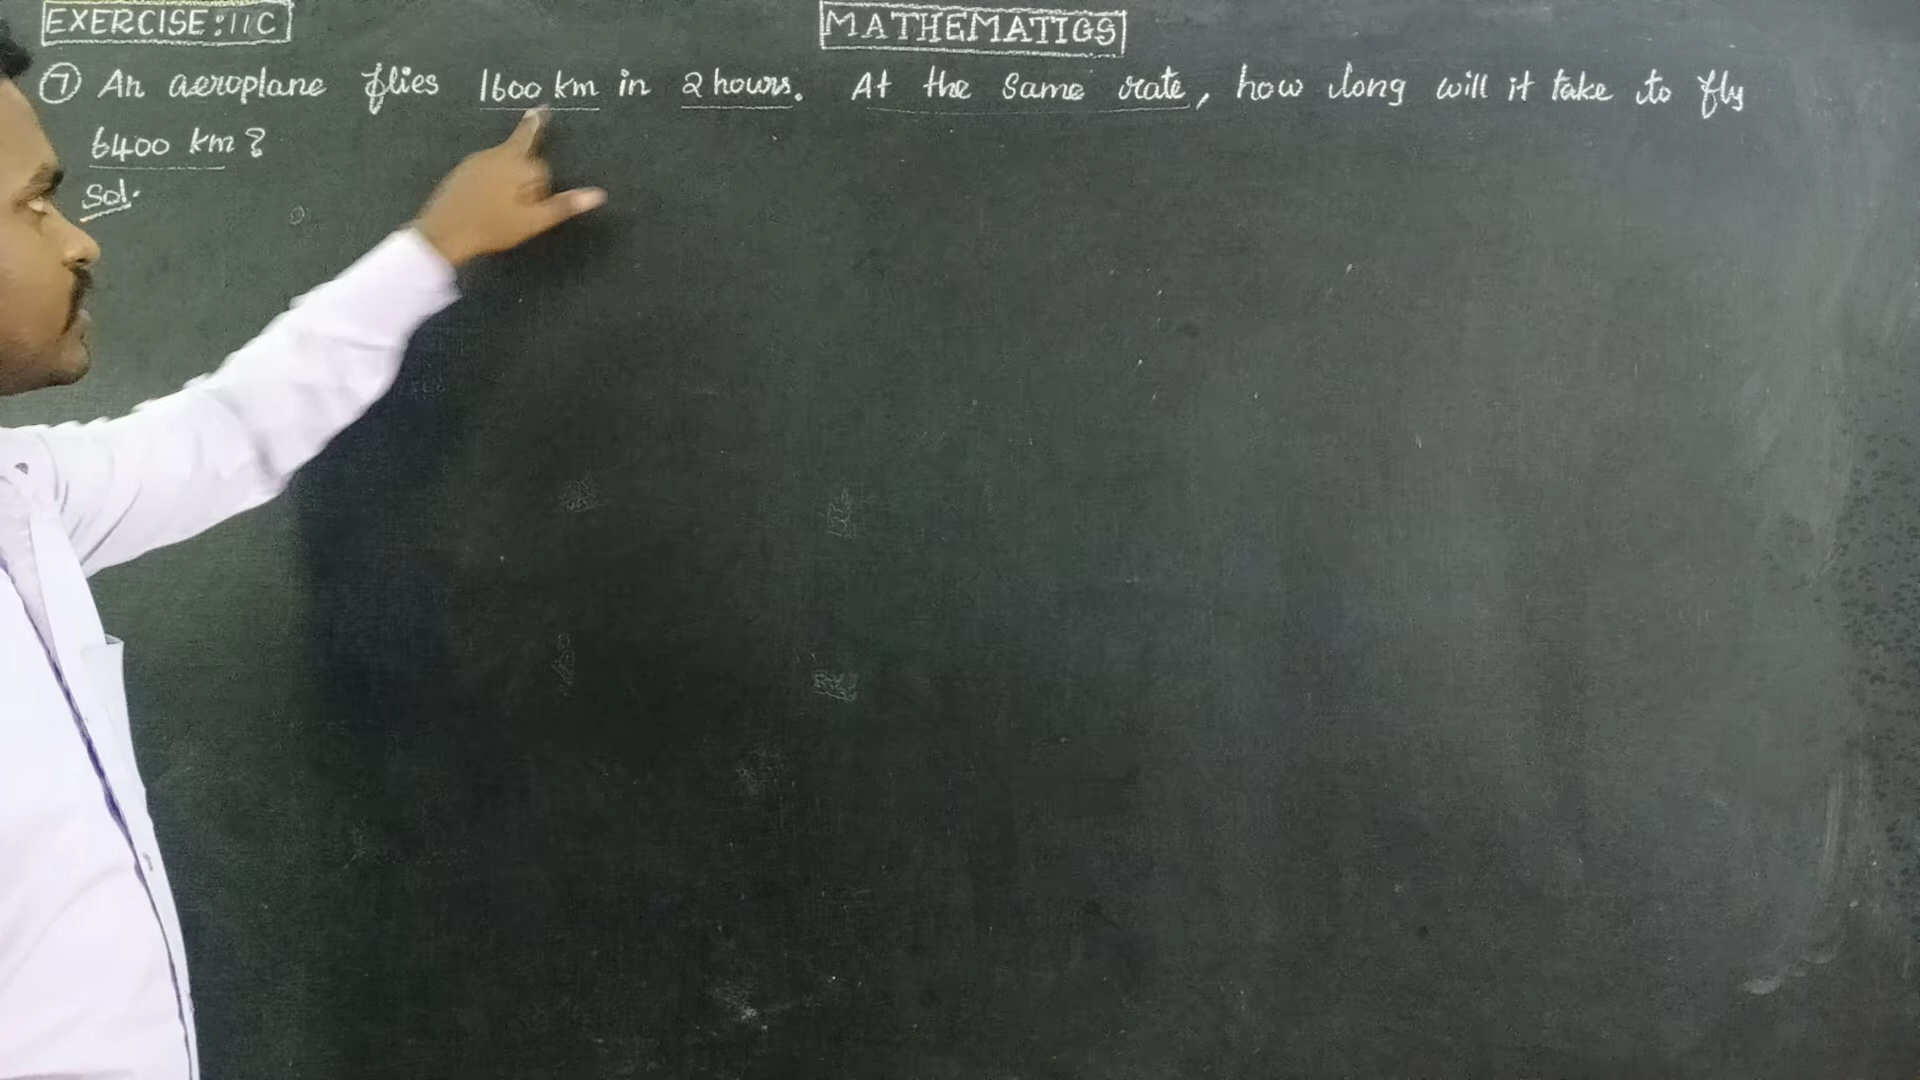 EXERCISE:11C
MATHEMATICS
7 An aeroplane flies 1600 km in 2 hours. At the same rate, how long will it take to fly
6400 km?
Sol.